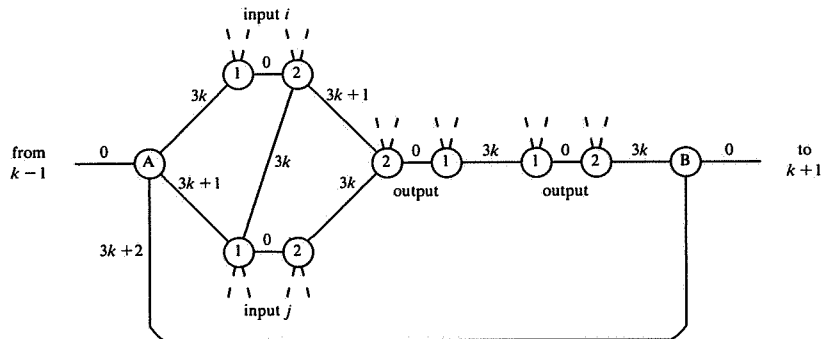 input i
1 0 2
3k 3k+1
from k−1
0 A
3k
3k+1
3k
2 0 1 3k 1 0 2 3k B 0
to k+1
output output
3k+2
1 0 2
input j